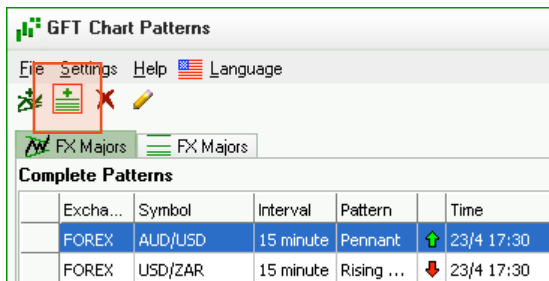 GFT Chart Patterns
File Settings Help Language
FX Majors FX Majors
Complete Patterns
Excha... Symbol Interval Pattern Time
FOREX AUD/USD 15 minute Pennant 23/4 17:30
FOREX USD/ZAR 15 minute Rising ... 23/4 17:30